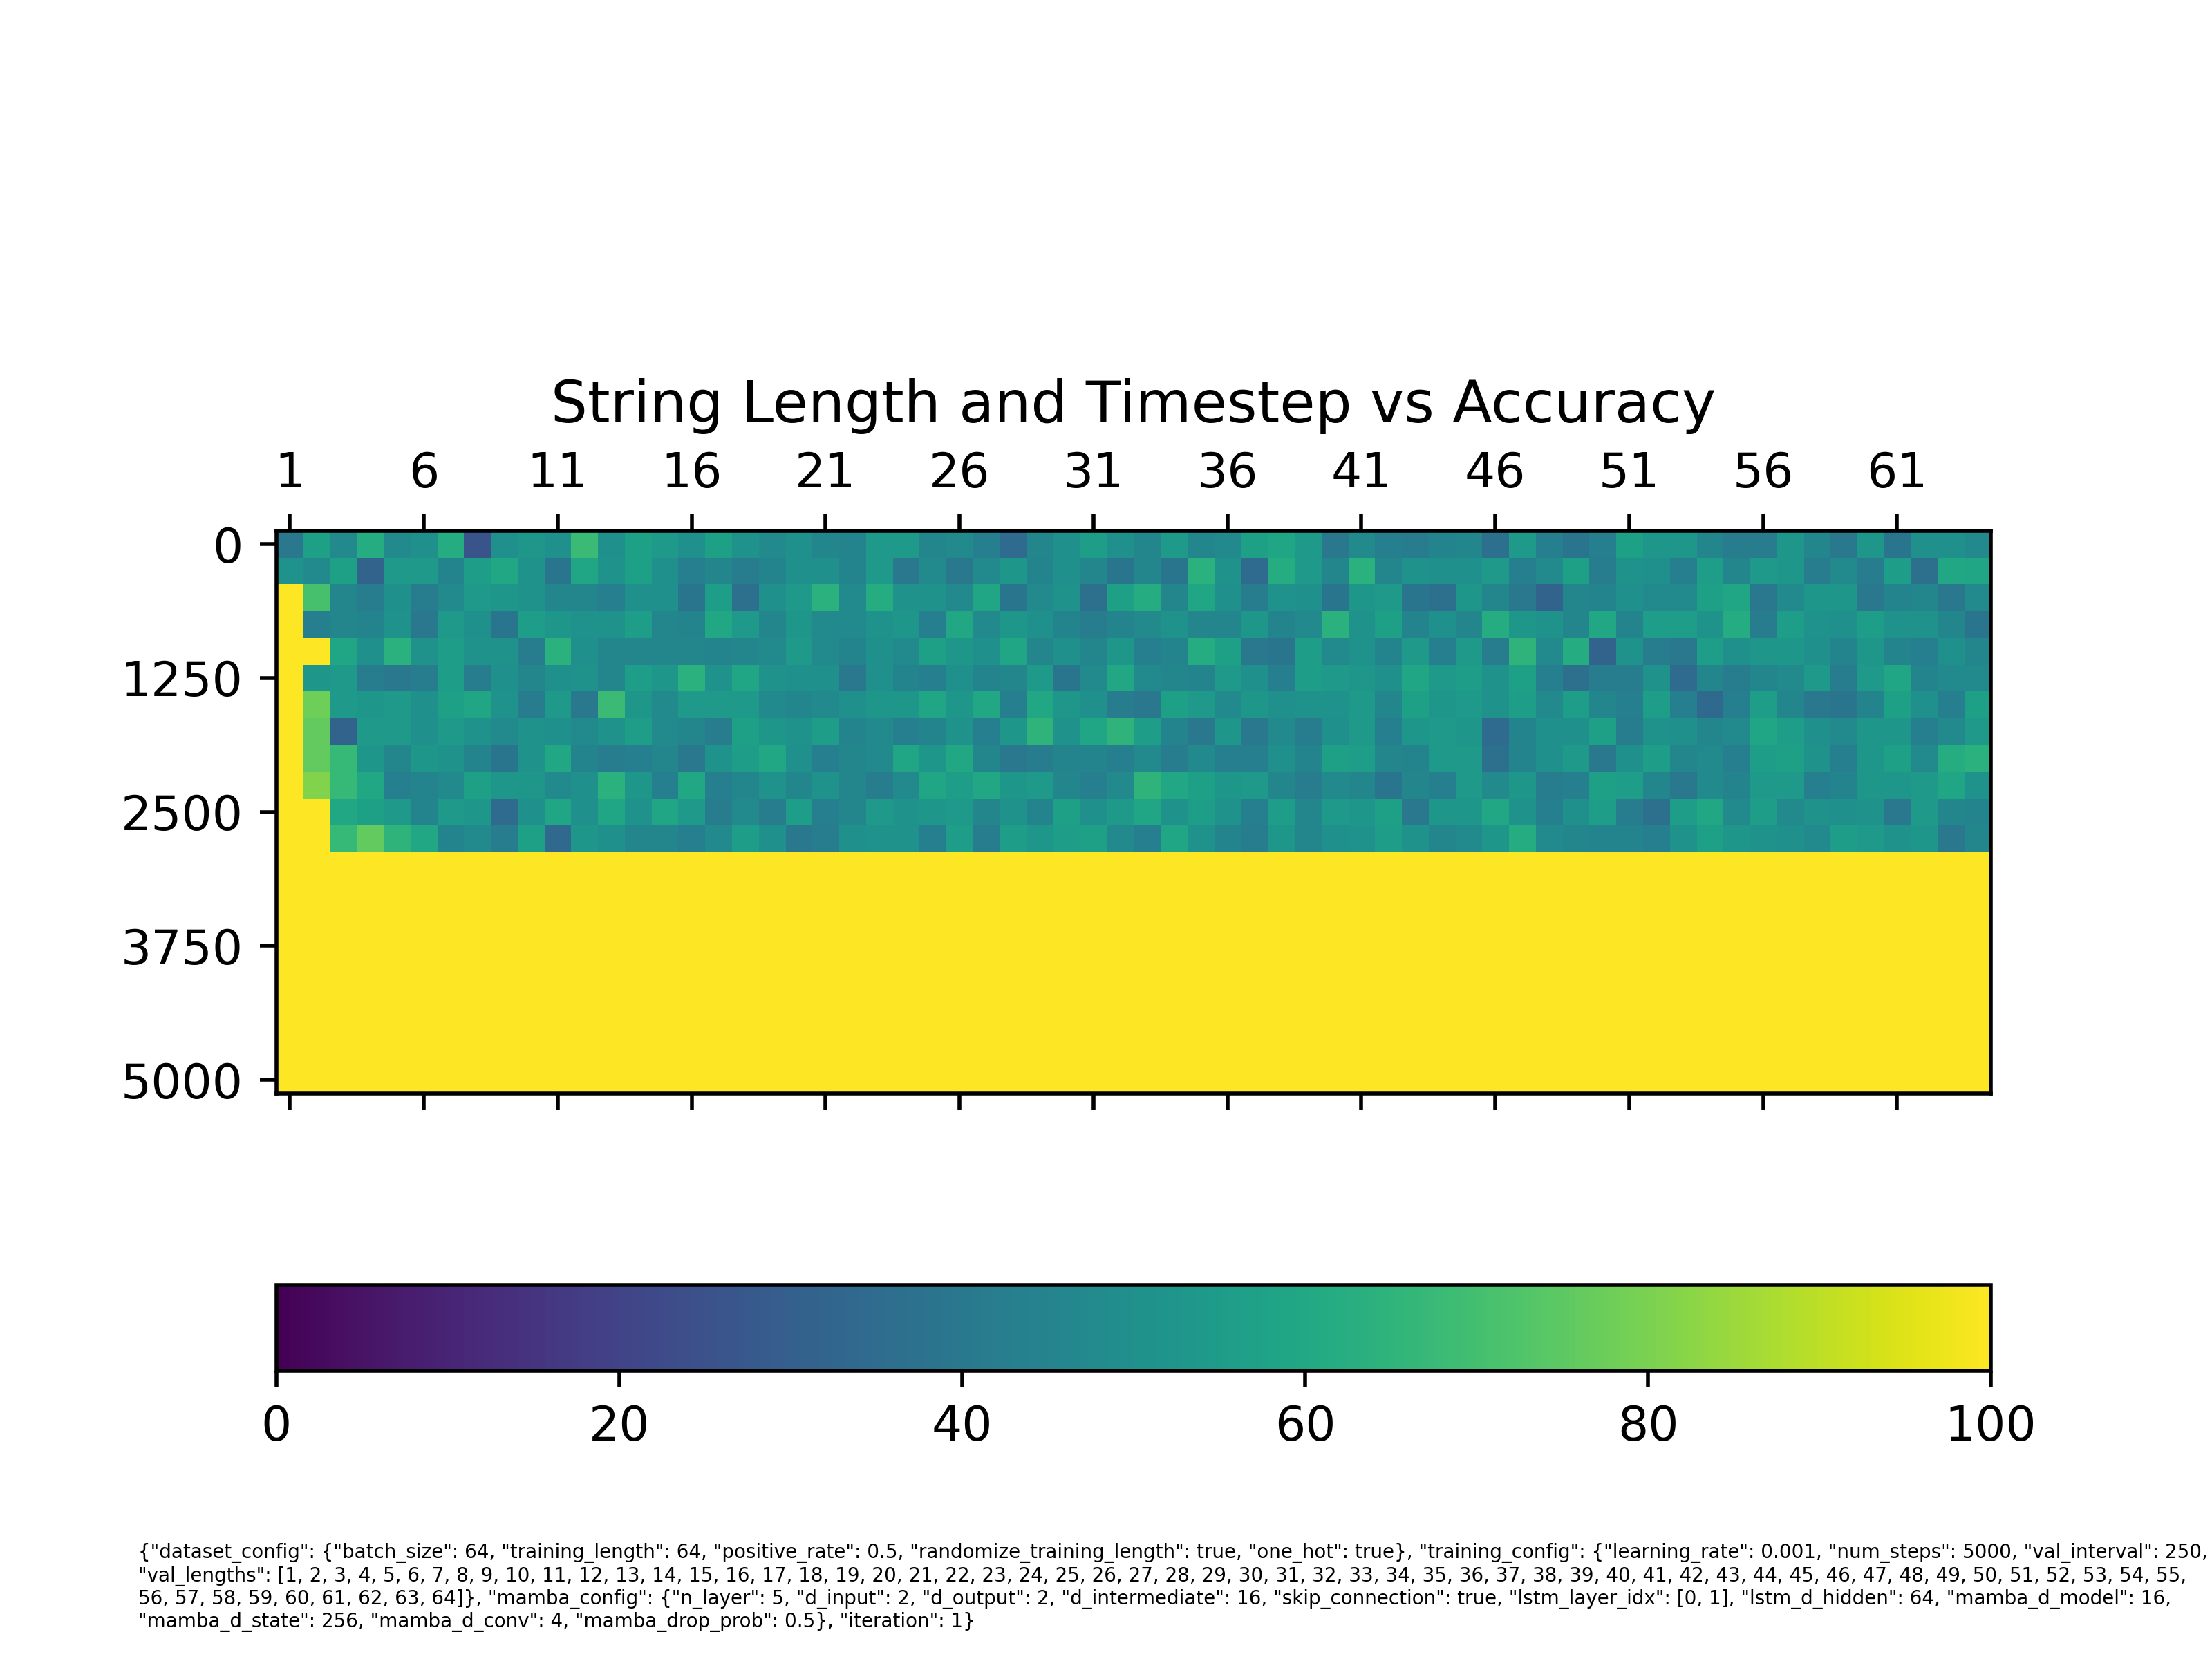 String Length and Timestep vs Accuracy
1 6 11 16 21 26 31 36 41 46 51 56 61
0
1250
2500
3750
5000
0 20 40 60 80 100
{"dataset_config": {"batch_size": 64, "training_length": 64, "positive_rate": 0.5, "randomize_training_length": true, "one_hot": true}, "training_config": {"learning_rate": 0.001, "num_steps": 5000, "val_interval": 250,
"val_lengths": [1, 2, 3, 4, 5, 6, 7, 8, 9, 10, 11, 12, 13, 14, 15, 16, 17, 18, 19, 20, 21, 22, 23, 24, 25, 26, 27, 28, 29, 30, 31, 32, 33, 34, 35, 36, 37, 38, 39, 40, 41, 42, 43, 44, 45, 46, 47, 48, 49, 50, 51, 52, 53, 54, 55,
56, 57, 58, 59, 60, 61, 62, 63, 64]}, "mamba_config": {"n_layer": 5, "d_input": 2, "d_output": 2, "d_intermediate": 16, "skip_connection": true, "lstm_layer_idx": [0, 1], "lstm_d_hidden": 64, "mamba_d_model": 16,
"mamba_d_state": 256, "mamba_d_conv": 4, "mamba_drop_prob": 0.5}, "iteration": 1}